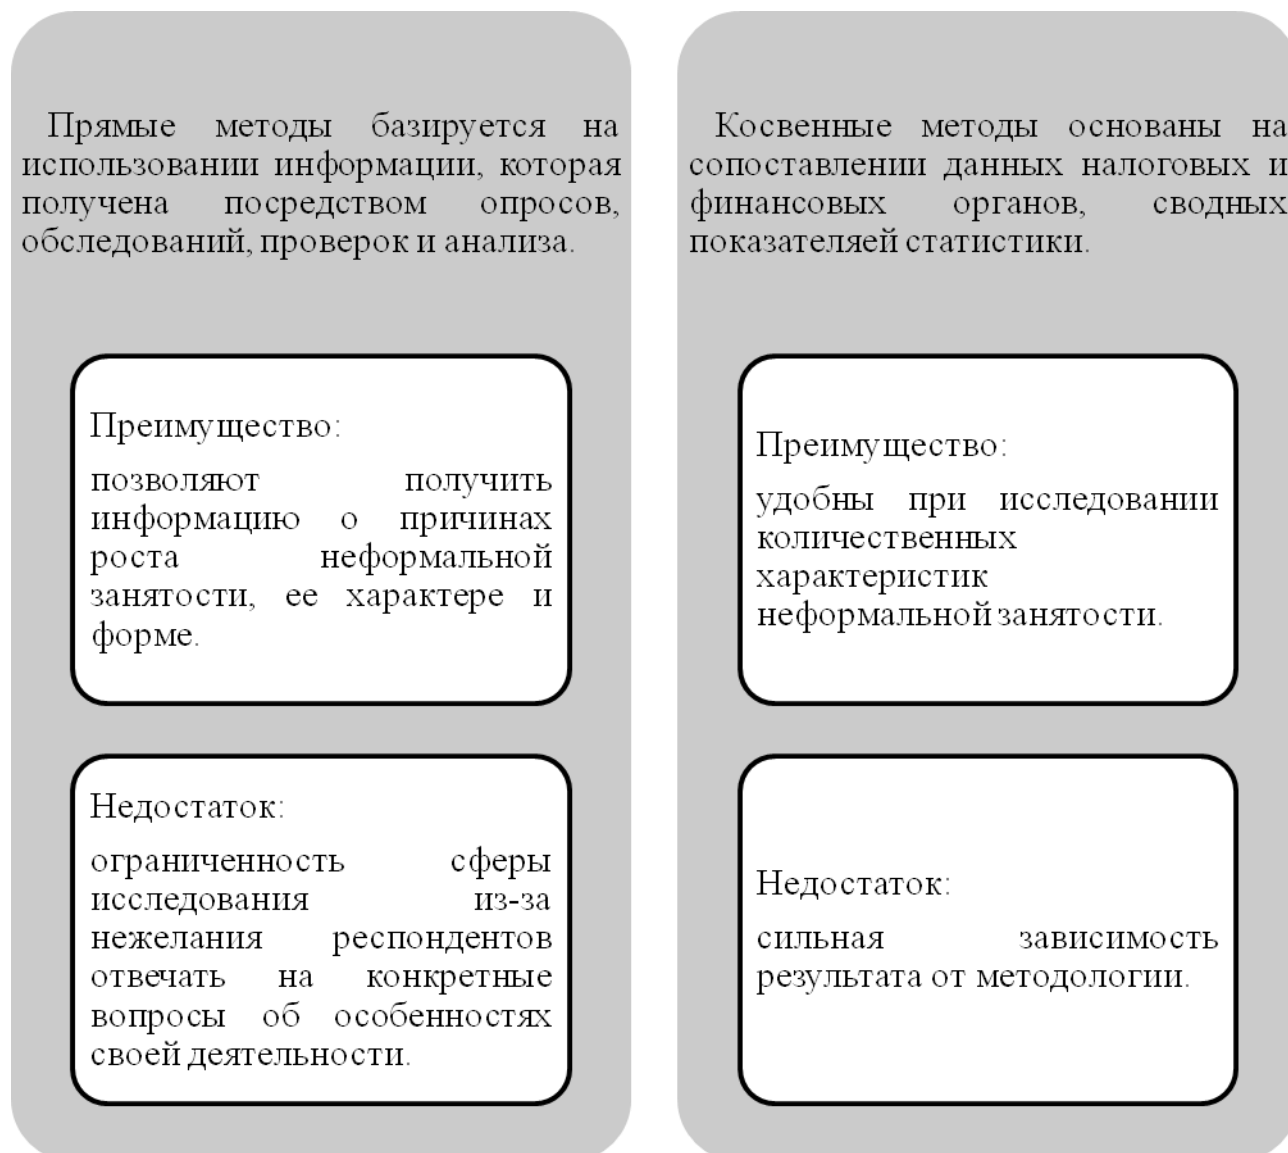 Прямые методы базируется на
использовании информации, которая
получена посредством опросов,
обследований, проверок и анализа.
Преимущество:
позволяют получить
информацию о причинах
роста неформальной
занятости, ее характере и
форме.
Недостаток:
ограниченность сферы
исследования из-за
нежелания респондентов
отвечать на конкретные
вопросы об особенностях
своей деятельности.
Косвенные методы основаны на
сопоставлении данных налоговых и
финансовых органов, сводных
показателяей статистики.
Преимущество:
удобны при исследовании
количественных
характеристик
неформальной занятости.
Недостаток:
сильная зависимость
результата от методологии.